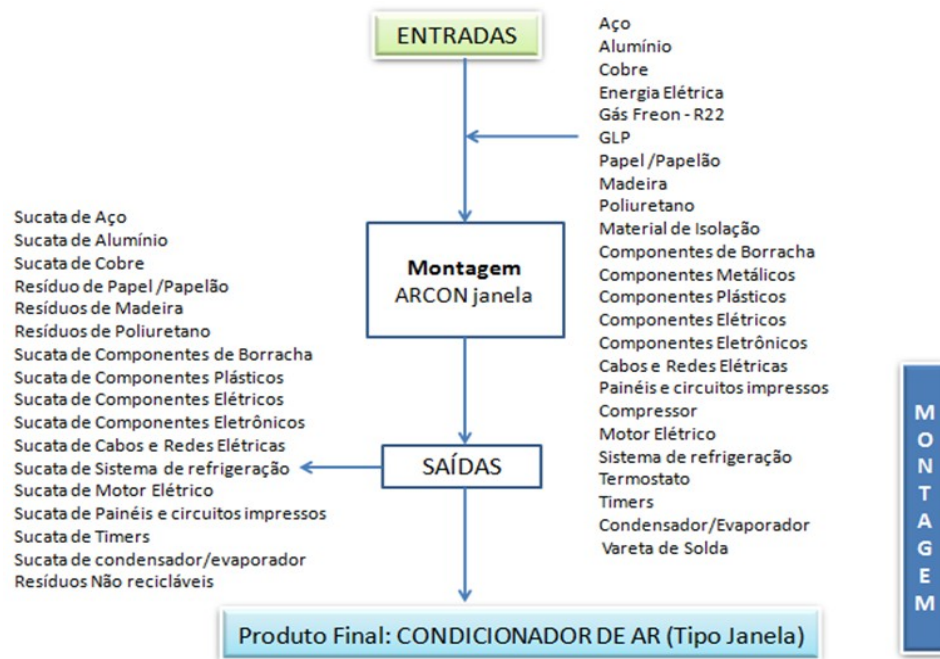 ENTRADAS
Aço
Alumínio
Cobre
Energia Elétrica
Gás Freon - R22
GLP
Papel /Papelão
Madeira
Poliuretano
Material de Isolação
Componentes de Borracha
Componentes Metálicos
Componentes Plásticos
Componentes Elétricos
Componentes Eletrônicos
Cabos e Redes Elétricas
Painéis e circuitos impressos
Compressor
Motor Elétrico
Sistema de refrigeração
Termostato
Timers
Condensador/Evaporador
Vareta de Solda
Montagem
ARCON janela
SAÍDAS
Sucata de Aço
Sucata de Alumínio
Sucata de Cobre
Resíduo de Papel /Papelão
Resíduos de Madeira
Resíduos de Poliuretano
Sucata de Componentes de Borracha
Sucata de Componentes Plásticos
Sucata de Componentes Elétricos
Sucata de Componentes Eletrônicos
Sucata de Cabos e Redes Elétricas
Sucata de Sistema de refrigeração
Sucata de Motor Elétrico
Sucata de Painéis e circuitos impressos
Sucata de Timers
Sucata de condensador/evaporador
Resíduos Não recicláveis
Produto Final: CONDICIONADOR DE AR (Tipo Janela)
MONTAGEM